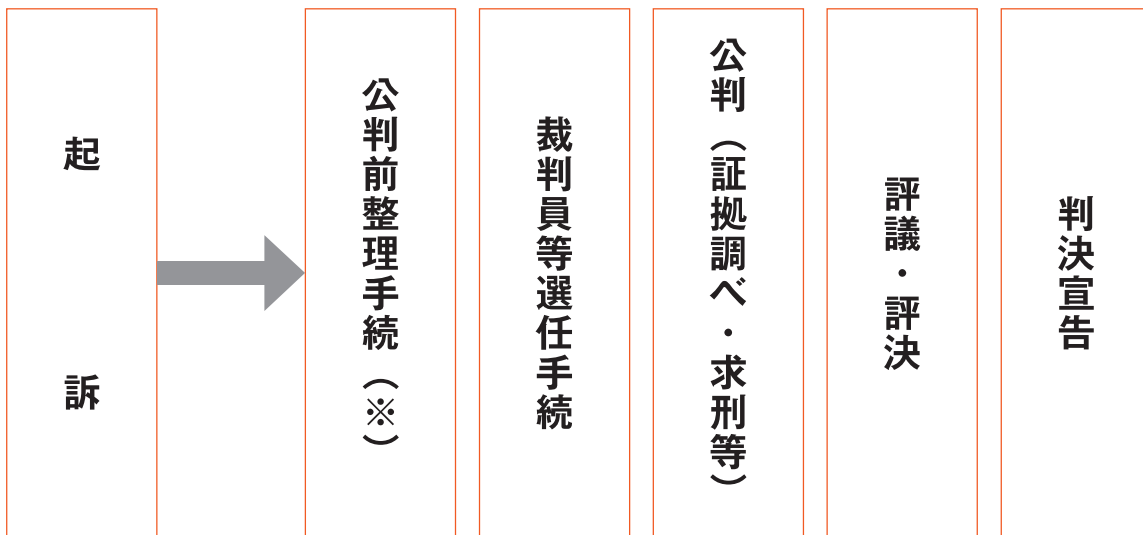 起訴
公判前整理手続（※）
裁判員等選任手続
公判（証拠調べ・求刑等）
評議・評決
判決宣告